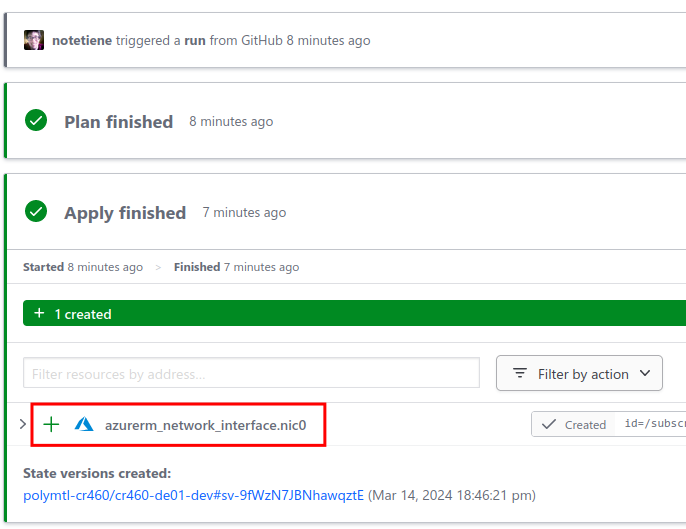 notetiene triggered a run from GitHub 8 minutes ago
Plan finished 8 minutes ago
Apply finished 7 minutes ago
Started 8 minutes ago > Finished 7 minutes ago
+ 1 created
Filter resources by address...
Filter by action
azurerm_network_interface.nic0
Created id=/subscr
State versions created:
polymtl-cr460/cr460-de01-dev#sv-9fWzN7JBNhawqztE (Mar 14, 2024 18:46:21 pm)